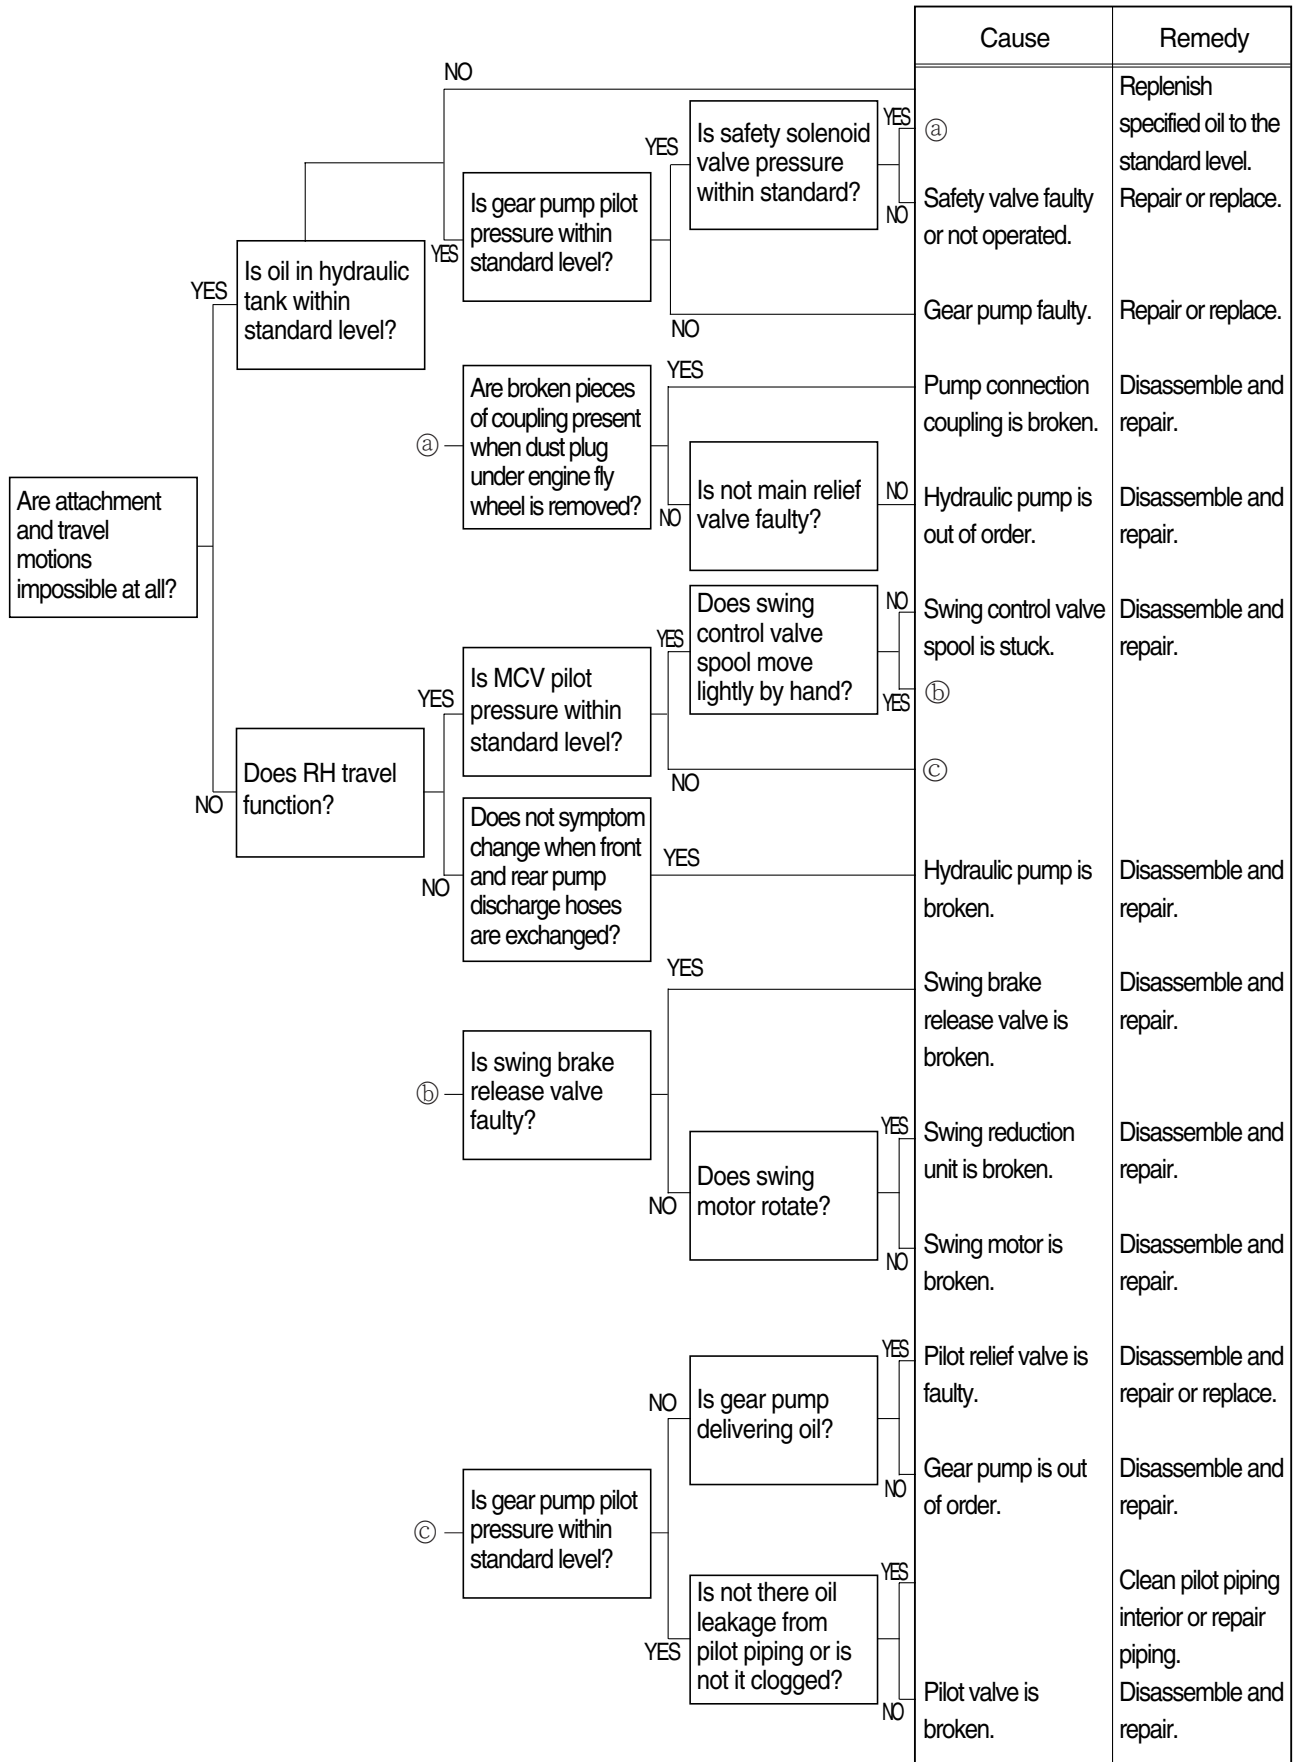 Cause
Remedy
NO
Replenish
specified oil to the
standard level.
YES
Is safety solenoid
valve pressure
within standard?
YES
ⓐ
NO
Safety valve faulty
or not operated.
Repair or replace.
Is gear pump pilot
pressure within
standard level?
YES
NO
Gear pump faulty.
Repair or replace.
YES
Is oil in hydraulic
tank within
standard level?
ⓐ
Are broken pieces
of coupling present
when dust plug
under engine fly
wheel is removed?
YES
Pump connection
coupling is broken.
Disassemble and
repair.
NO
Is not main relief
valve faulty?
NO
Hydraulic pump is
out of order.
Disassemble and
repair.
Are attachment
and travel
motions
impossible at all?
YES
Does swing
control valve
spool move
lightly by hand?
NO
Swing control valve
spool is stuck.
Disassemble and
repair.
YES
ⓑ
YES
Is MCV pilot
pressure within
standard level?
NO
ⓒ
NO
Does RH travel
function?
NO
Does not symptom
change when front
and rear pump
discharge hoses
are exchanged?
YES
Hydraulic pump is
broken.
Disassemble and
repair.
ⓑ
Is swing brake
release valve
faulty?
YES
Swing brake
release valve is
broken.
Disassemble and
repair.
NO
Does swing
motor rotate?
YES
Swing reduction
unit is broken.
Disassemble and
repair.
NO
Swing motor is
broken.
Disassemble and
repair.
ⓒ
Is gear pump pilot
pressure within
standard level?
NO
Is gear pump
delivering oil?
YES
Pilot relief valve is
faulty.
Disassemble and
repair or replace.
NO
Gear pump is out
of order.
Disassemble and
repair.
YES
Is not there oil
leakage from
pilot piping or is
not it clogged?
YES
Clean pilot piping
interior or repair
piping.
NO
Pilot valve is
broken.
Disassemble and
repair.